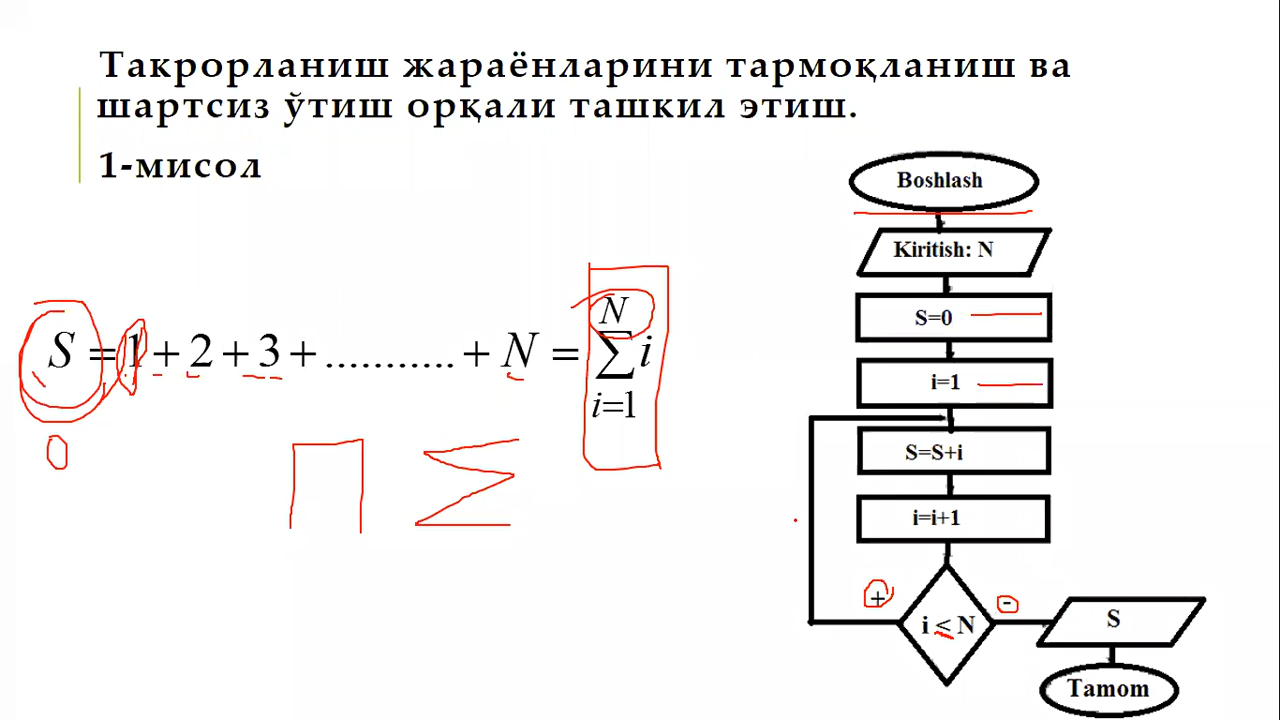 Такрорланиш жараёнларини тармоқланиш ва
шартсиз ўтиш орқали ташкил этиш.
1-мисол
S = 1 + 2 + 3 + ........... + N = ∑ i
N
i=1
0
П Σ
Boshlash
Kiritish: N
S=0
i=1
S=S+i
i=i+1
+
-
i < N
S
Tamom